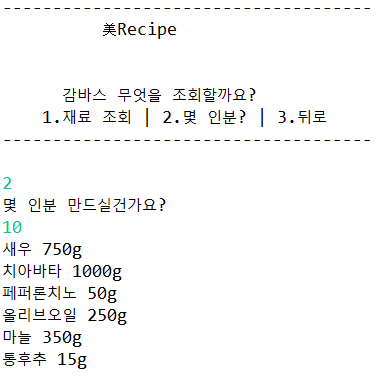 -------------------------------------
美Recipe
감바스 무엇을 조회할까요?
1.재료 조회 | 2.몇 인분? | 3.뒤로
-------------------------------------
2
몇 인분 만드실건가요?
10
새우 750g
치아바타 1000g
페퍼론치노 50g
올리브오일 250g
마늘 350g
통후추 15g